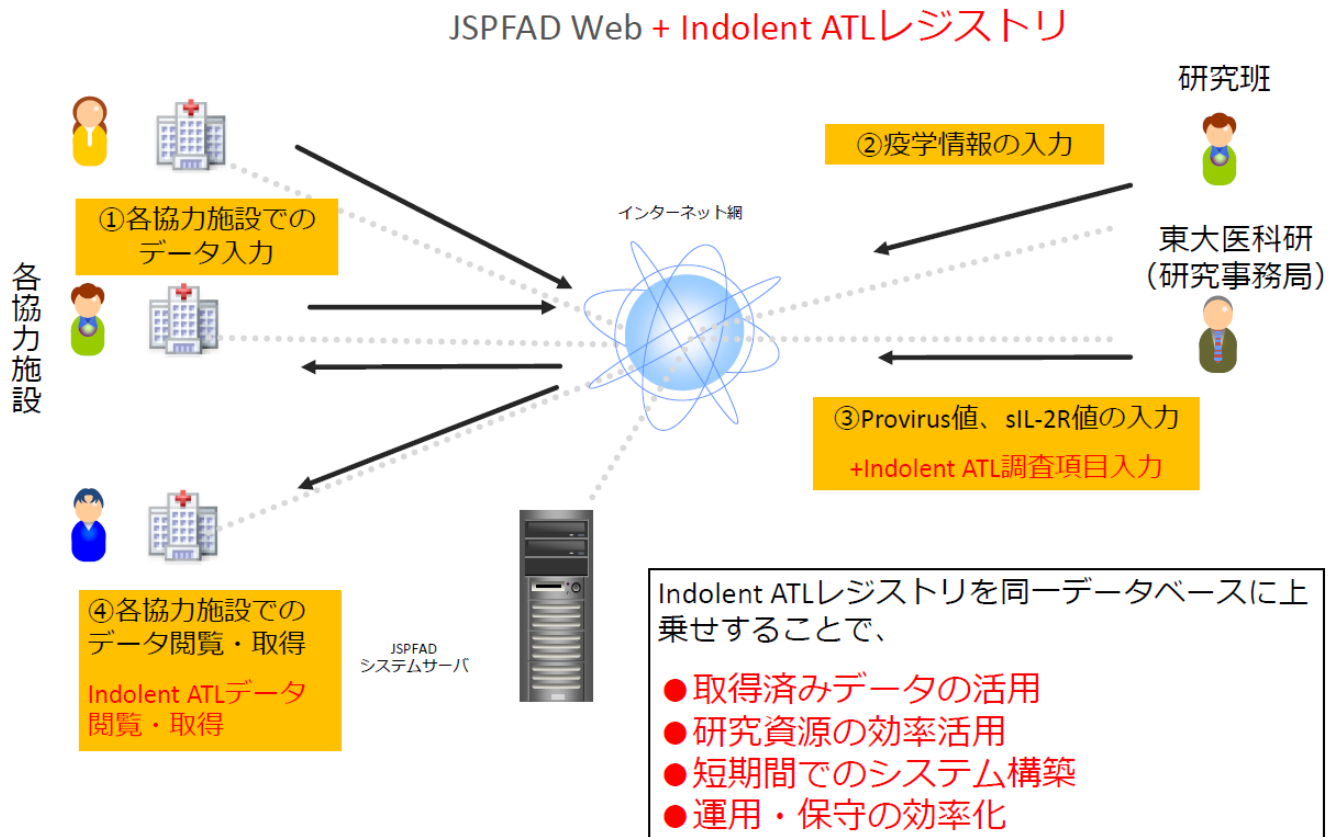 JSPFAD Web + Indolent ATLレジストリ
研究班
②疫学情報の入力
①各協力施設での
データ入力
インターネット網
東大医科研
(研究事務局)
各協力施設
③Provirus値、sIL-2R値の入力
+Indolent ATL調査項目入力
④各協力施設での
データ閲覧・取得
Indolent ATLデータ
閲覧・取得
JSPFAD
システムサーバ
Indolent ATLレジストリを同一データベースに上
乗せすることで、
●取得済みデータの活用
●研究資源の効率活用
●短期間でのシステム構築
●運用・保守の効率化